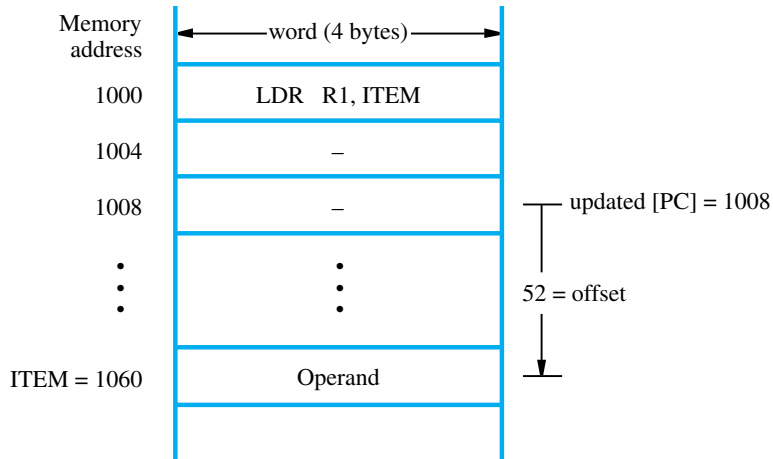 Memory
address
word (4 bytes)
1000
LDR R1, ITEM
1004
–
1008
–
updated [PC] = 1008
52 = offset
ITEM = 1060
Operand